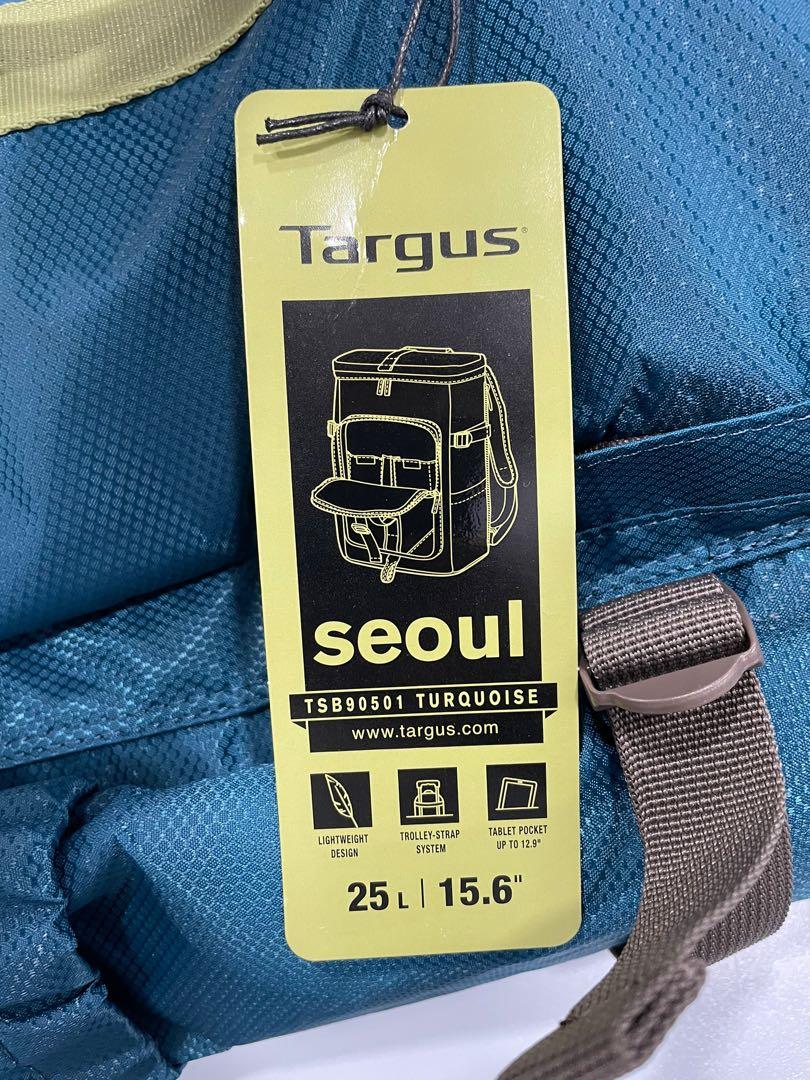 Targus®
seoul
TSB90501 TURQUOISE
www.targus.com
LIGHTWEIGHT
DESIGN
TROLLEY-STRAP
SYSTEM
TABLET POCKET
UP TO 12.9"
25 L | 15.6"